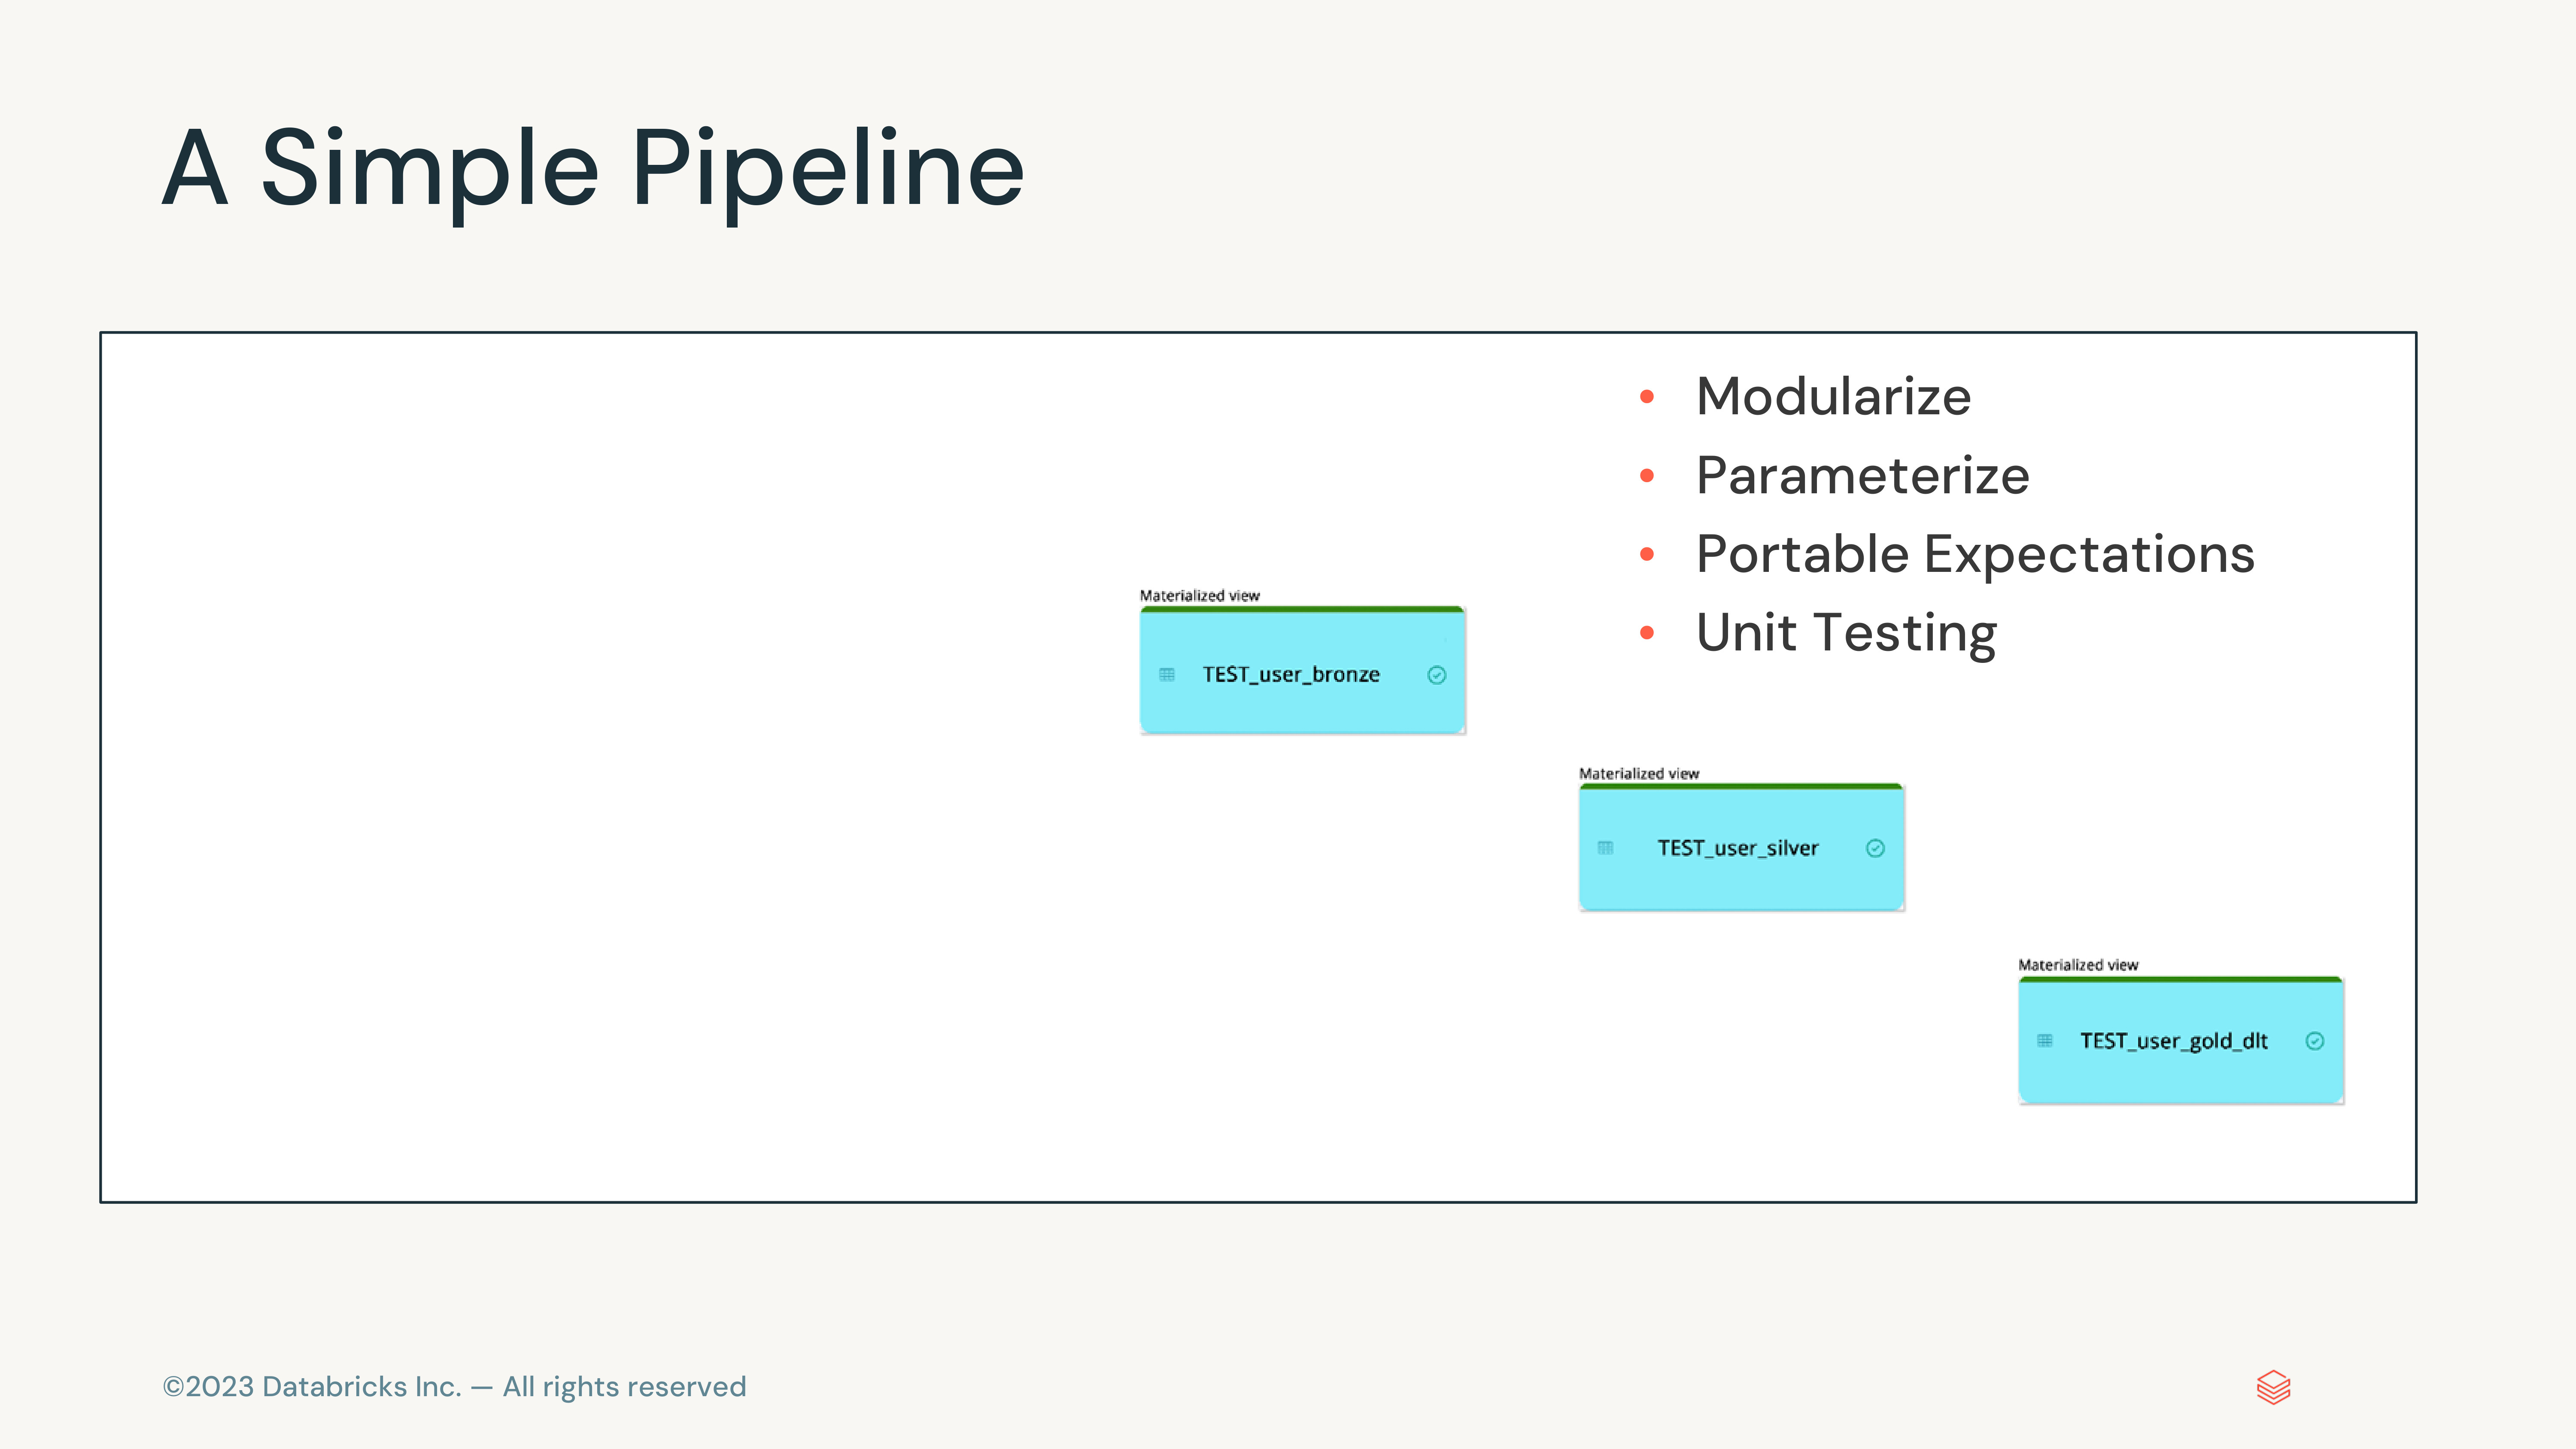 A Simple Pipeline
• Modularize
• Parameterize
• Portable Expectations
• Unit Testing
Materialized view
TEST_user_bronze
Materialized view
TEST_user_silver
Materialized view
TEST_user_gold_dlt
©2023 Databricks Inc. — All rights reserved